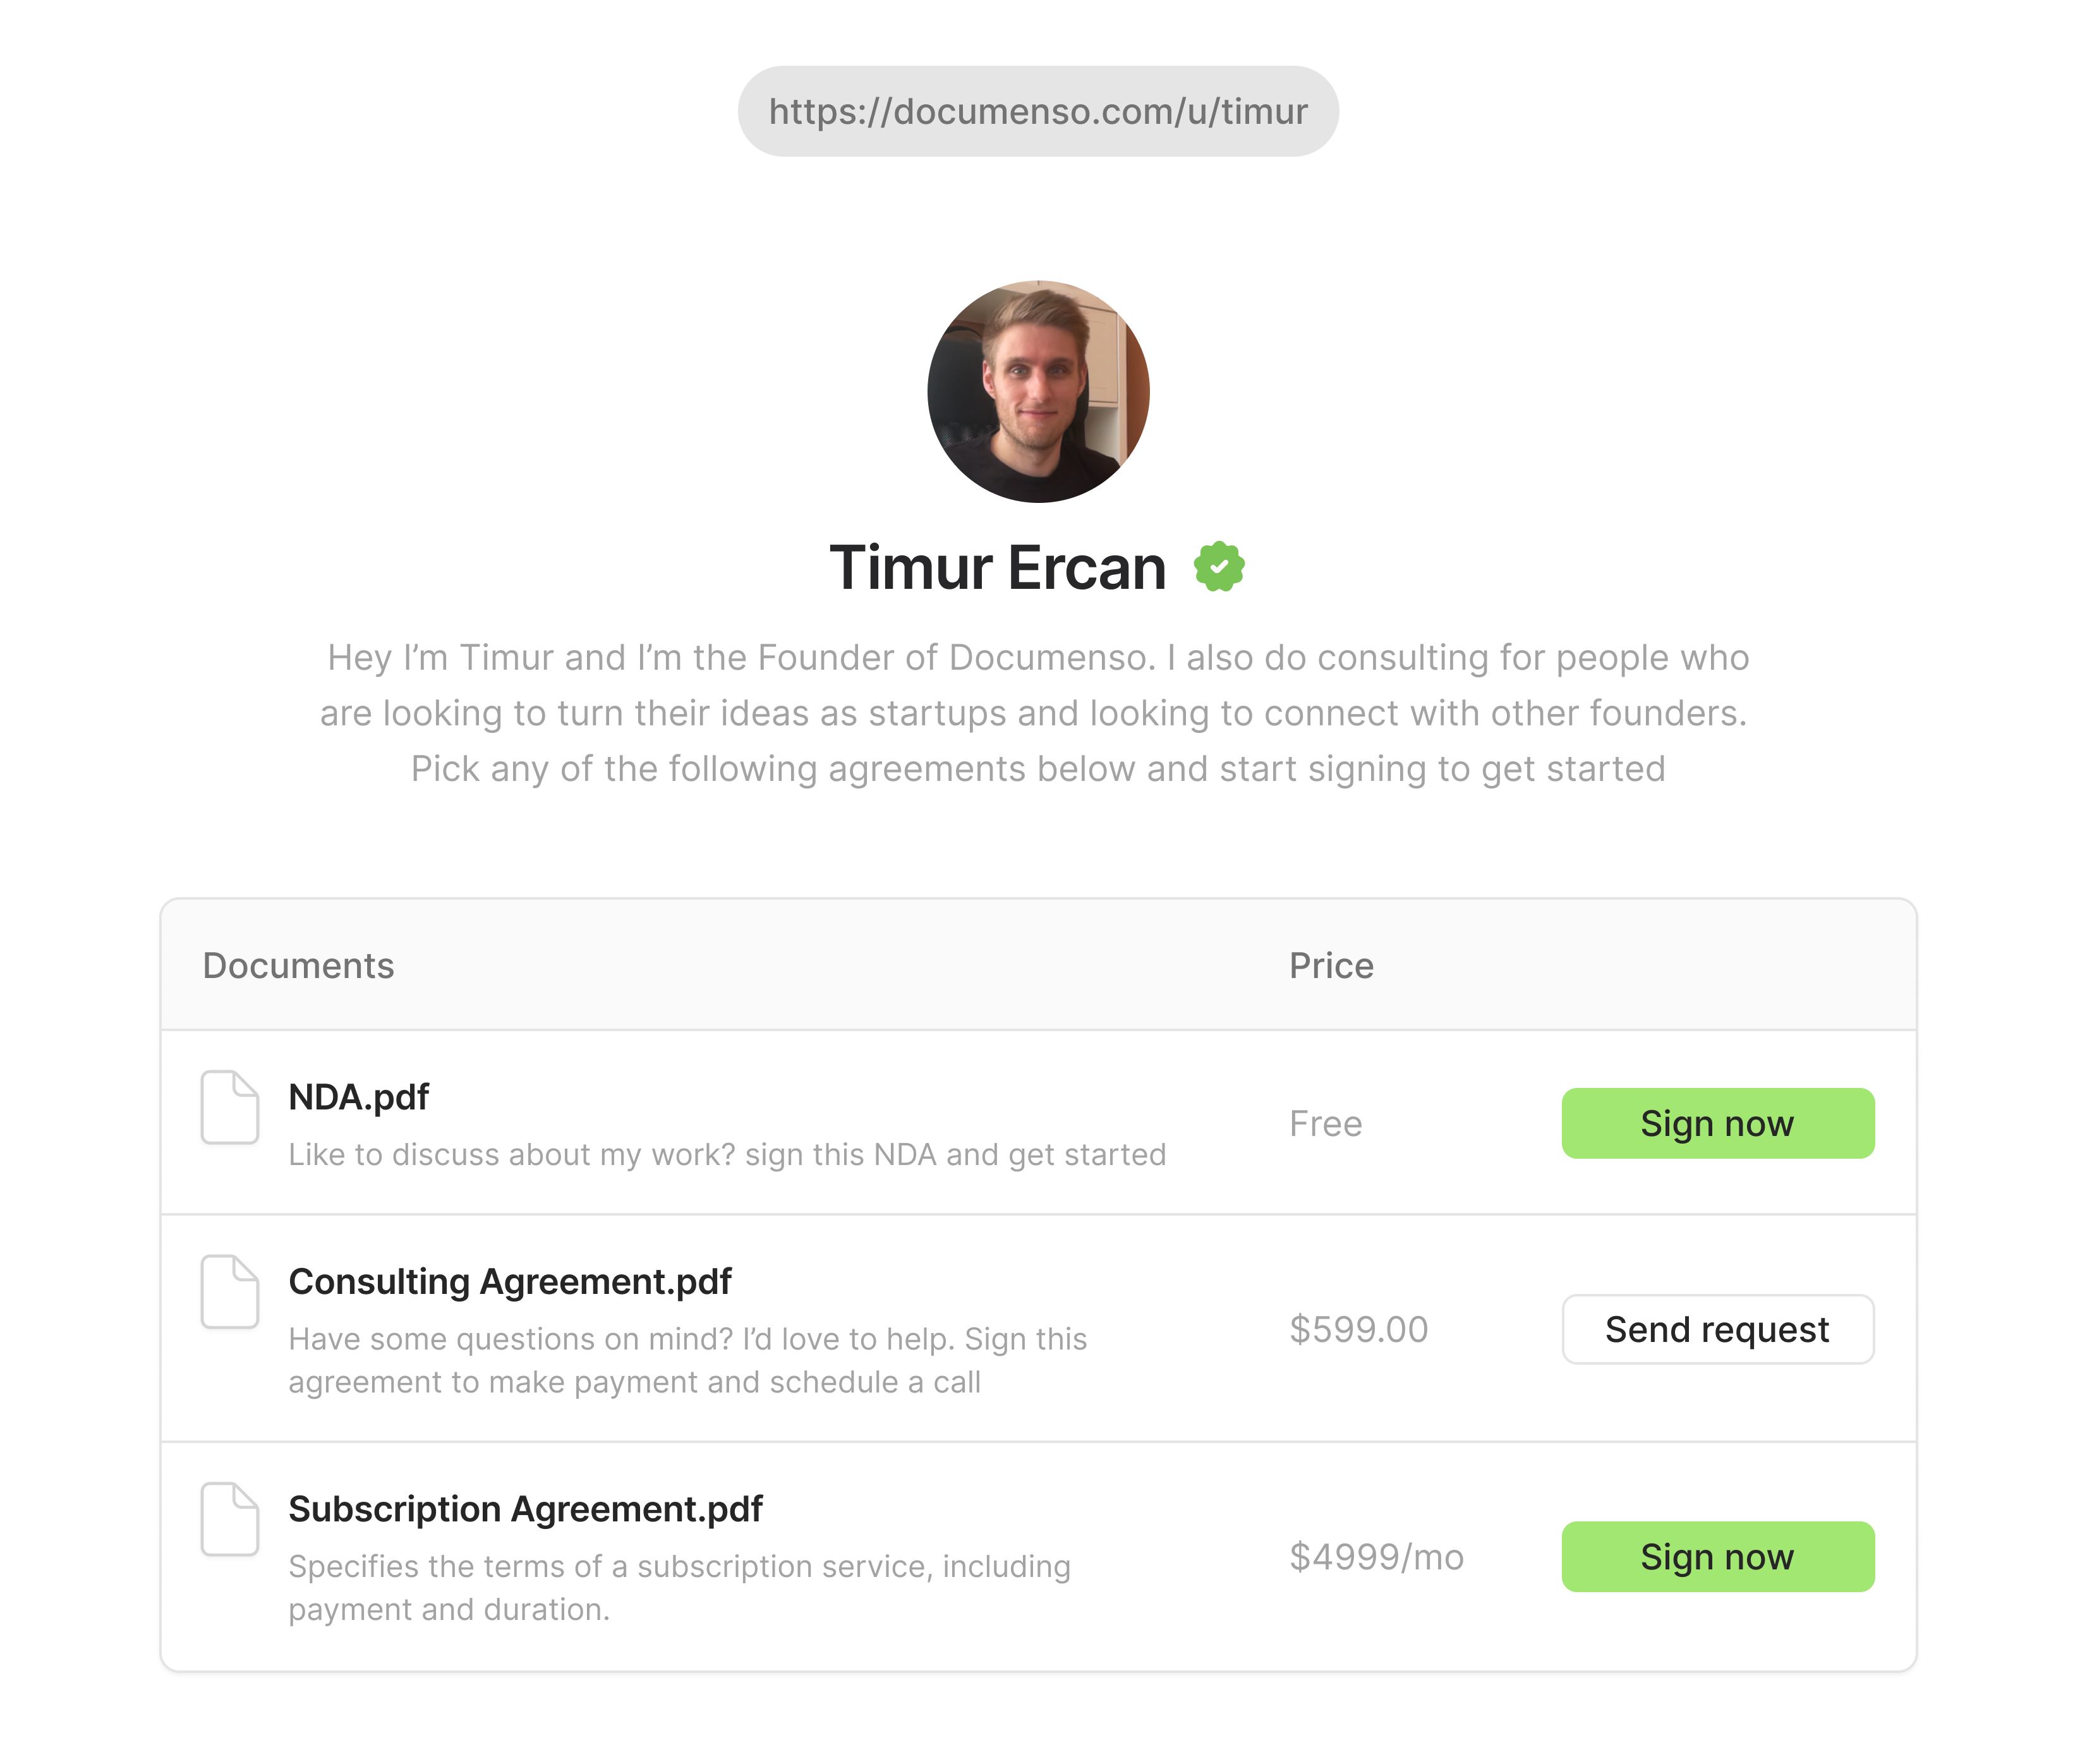 https://documenso.com/u/timur
Timur Ercan
Hey I’m Timur and I’m the Founder of Documenso. I also do consulting for people who
are looking to turn their ideas as startups and looking to connect with other founders.
Pick any of the following agreements below and start signing to get started
Documents Price
NDA.pdf
Like to discuss about my work? sign this NDA and get started
Free
Sign now
Consulting Agreement.pdf
Have some questions on mind? I’d love to help. Sign this
agreement to make payment and schedule a call
$599.00
Send request
Subscription Agreement.pdf
Specifies the terms of a subscription service, including
payment and duration.
$4999/mo
Sign now